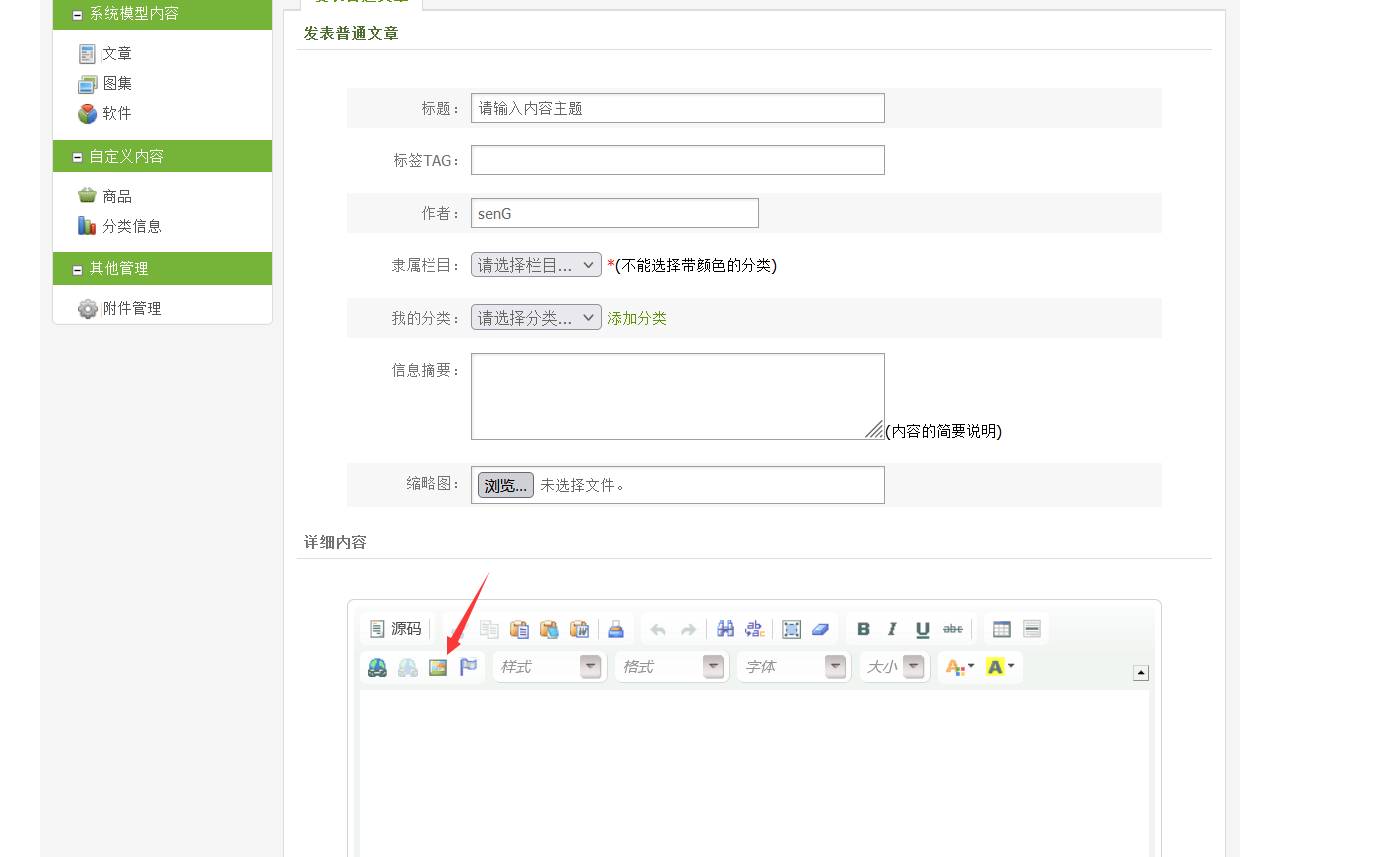 系统模型内容
文章
图集
软件
自定义内容
商品
分类信息
其他管理
附件管理
发表普通文章
标题： 请输入内容主题
标签TAG：
作者： senG
隶属栏目： 请选择栏目... *(不能选择带颜色的分类)
我的分类： 请选择分类... 添加分类
信息摘要：
(内容的简要说明)
缩略图： 浏览... 未选择文件。
详细内容
源码 B I U abc
样式 格式 字体 大小 A A